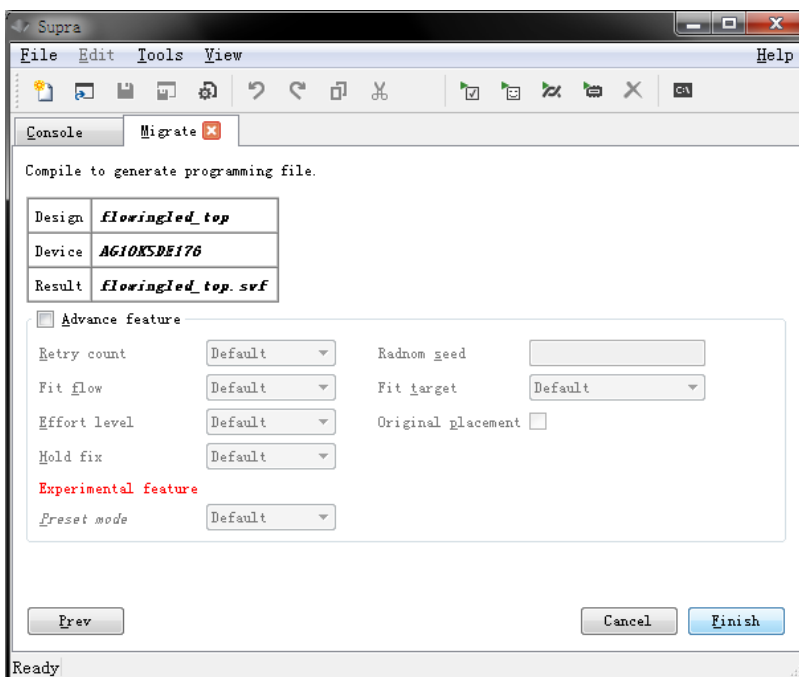 Supra
File Edit Tools View Help
C:\
Console Migrate
Compile to generate programming file.
Design flowingled_top
Device AG10KSDE176
Result flowingled_top.svf
Advance feature
Retry count Default Radnom seed
Fit flow Default Fit target Default
Effort level Default Original placement
Hold fix Default
Experimental feature
Preset mode Default
Prev Cancel Finish
Ready